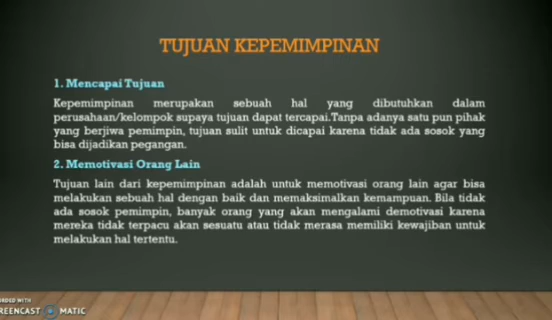 TUJUAN KEPEMIMPINAN
1. Mencapai Tujuan
Kepemimpinan merupakan sebuah hal yang dibutuhkan dalam
perusahaan/kelompok supaya tujuan dapat tercapai.Tanpa adanya satu pun pihak
yang berjiwa pemimpin, tujuan sulit untuk dicapai karena tidak ada sosok yang
bisa dijadikan pegangan.
2. Memotivasi Orang Lain
Tujuan lain dari kepemimpinan adalah untuk memotivasi orang lain agar bisa
melakukan sebuah hal dengan baik dan memaksimalkan kemampuan. Bila tidak
ada sosok pemimpin, banyak orang yang akan mengalami demotivasi karena
mereka tidak terpacu akan sesuatu atau tidak merasa memiliki kewajiban untuk
melakukan hal tertentu.
RDED WITH
REENCAST MATIC